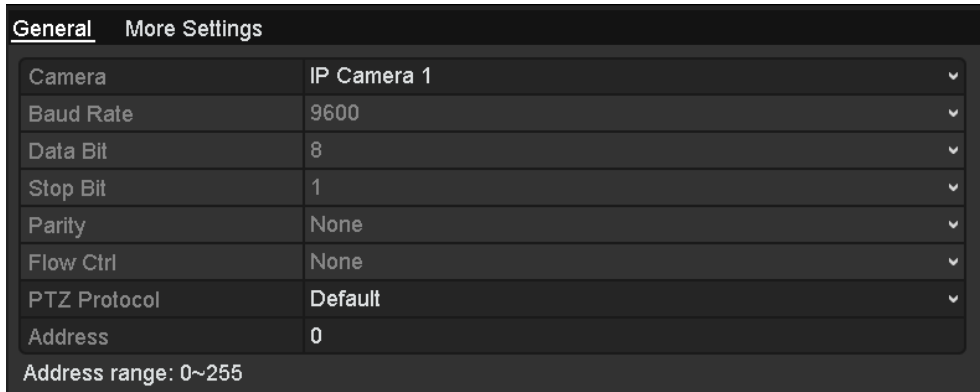 General More Settings
Camera IP Camera 1
Baud Rate 9600
Data Bit 8
Stop Bit 1
Parity None
Flow Ctrl None
PTZ Protocol Default
Address 0
Address range: 0~255